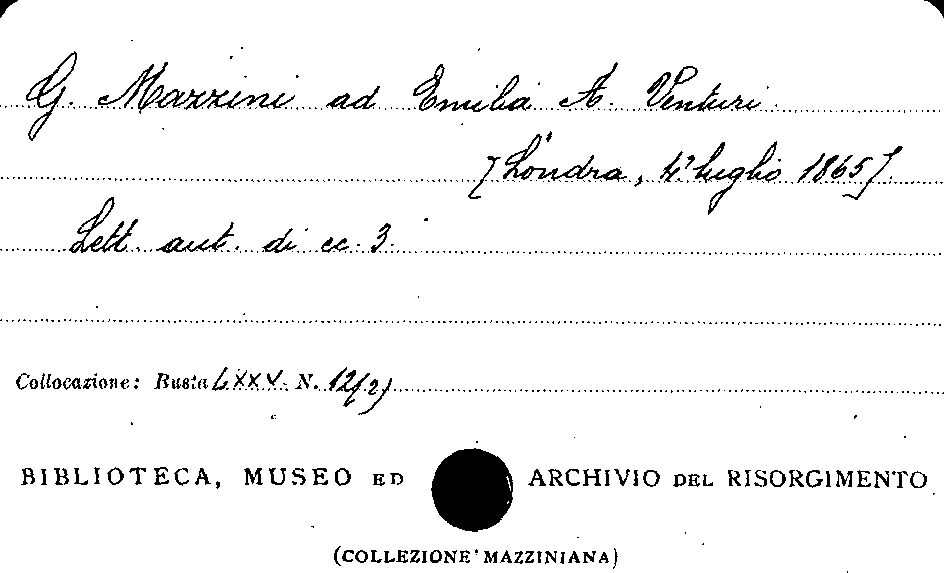 G. Mazzini ad Emilia A. Venturi.
[Londra, 4? luglio 1865].
Lett. aut. di cc. 3.
Collocazione: Busta LXXV. N. 12(2)
BIBLIOTECA, MUSEO ED ARCHIVIO DEL RISORGIMENTO
(COLLEZIONE MAZZINIANA)